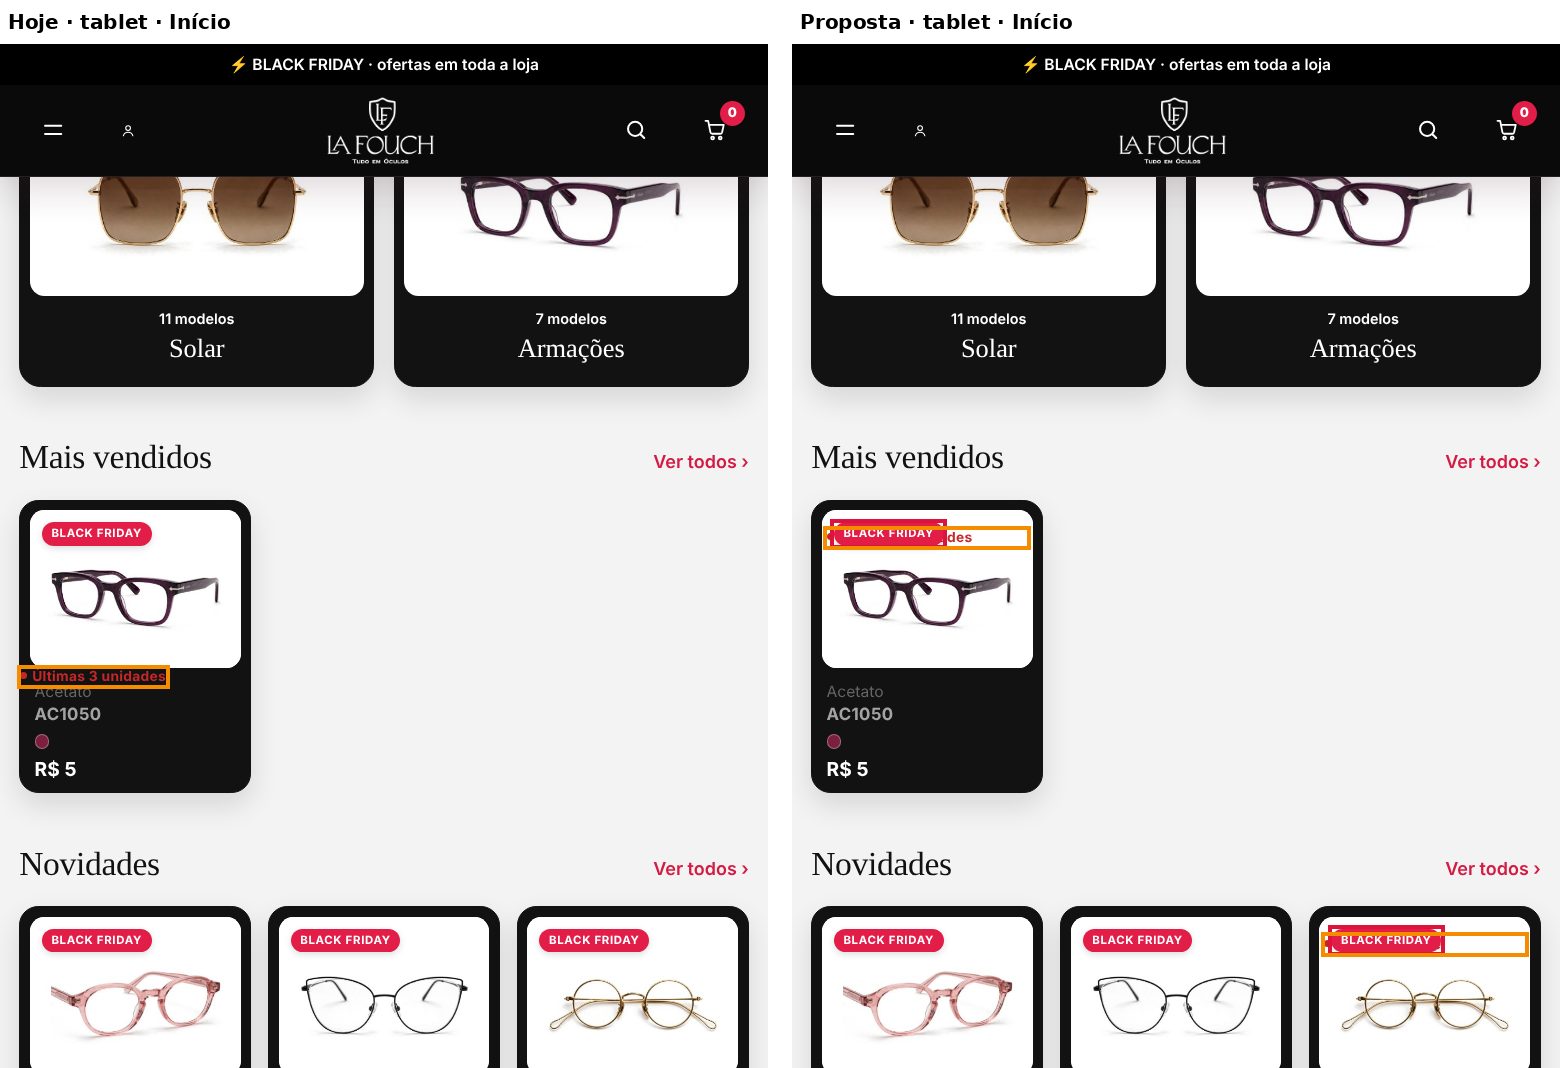 Hoje · tablet · Início
⚡ BLACK FRIDAY · ofertas em toda a loja
LF
LA FOUCH
TUDO EM ÓCULOS
0
11 modelos
Solar
7 modelos
Armações
Mais vendidos
Ver todos ›
BLACK FRIDAY
Últimas 3 unidades
Acetato
AC1050
R$ 5
Novidades
Ver todos ›
BLACK FRIDAY
BLACK FRIDAY
BLACK FRIDAY
Proposta · tablet · Início
⚡ BLACK FRIDAY · ofertas em toda a loja
LF
LA FOUCH
TUDO EM ÓCULOS
0
11 modelos
Solar
7 modelos
Armações
Mais vendidos
Ver todos ›
BLACK FRIDAY
des
Acetato
AC1050
R$ 5
Novidades
Ver todos ›
BLACK FRIDAY
BLACK FRIDAY
BLACK FRIDAY